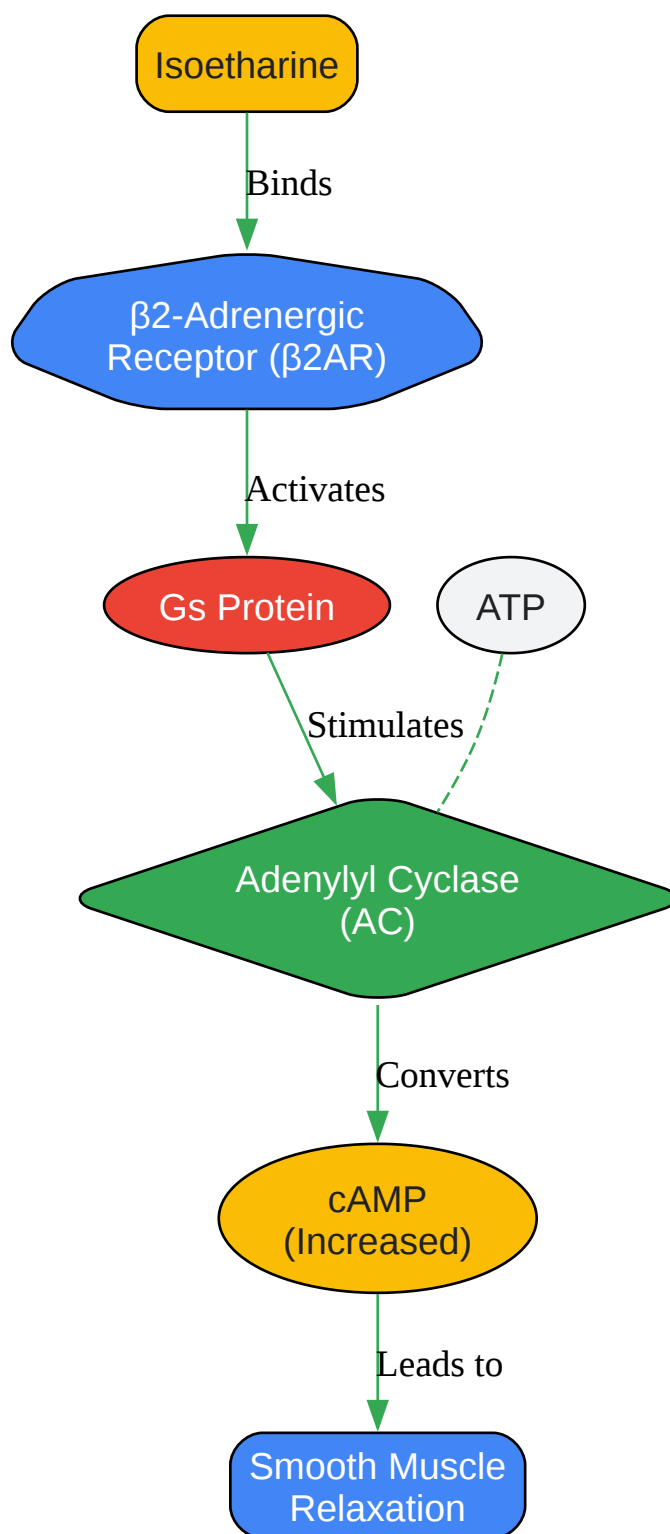 Isoetharine
Binds
β2-Adrenergic
Receptor (β2AR)
Activates
Gs Protein
ATP
Stimulates
Adenylyl Cyclase
(AC)
Converts
cAMP
(Increased)
Leads to
Smooth Muscle
Relaxation